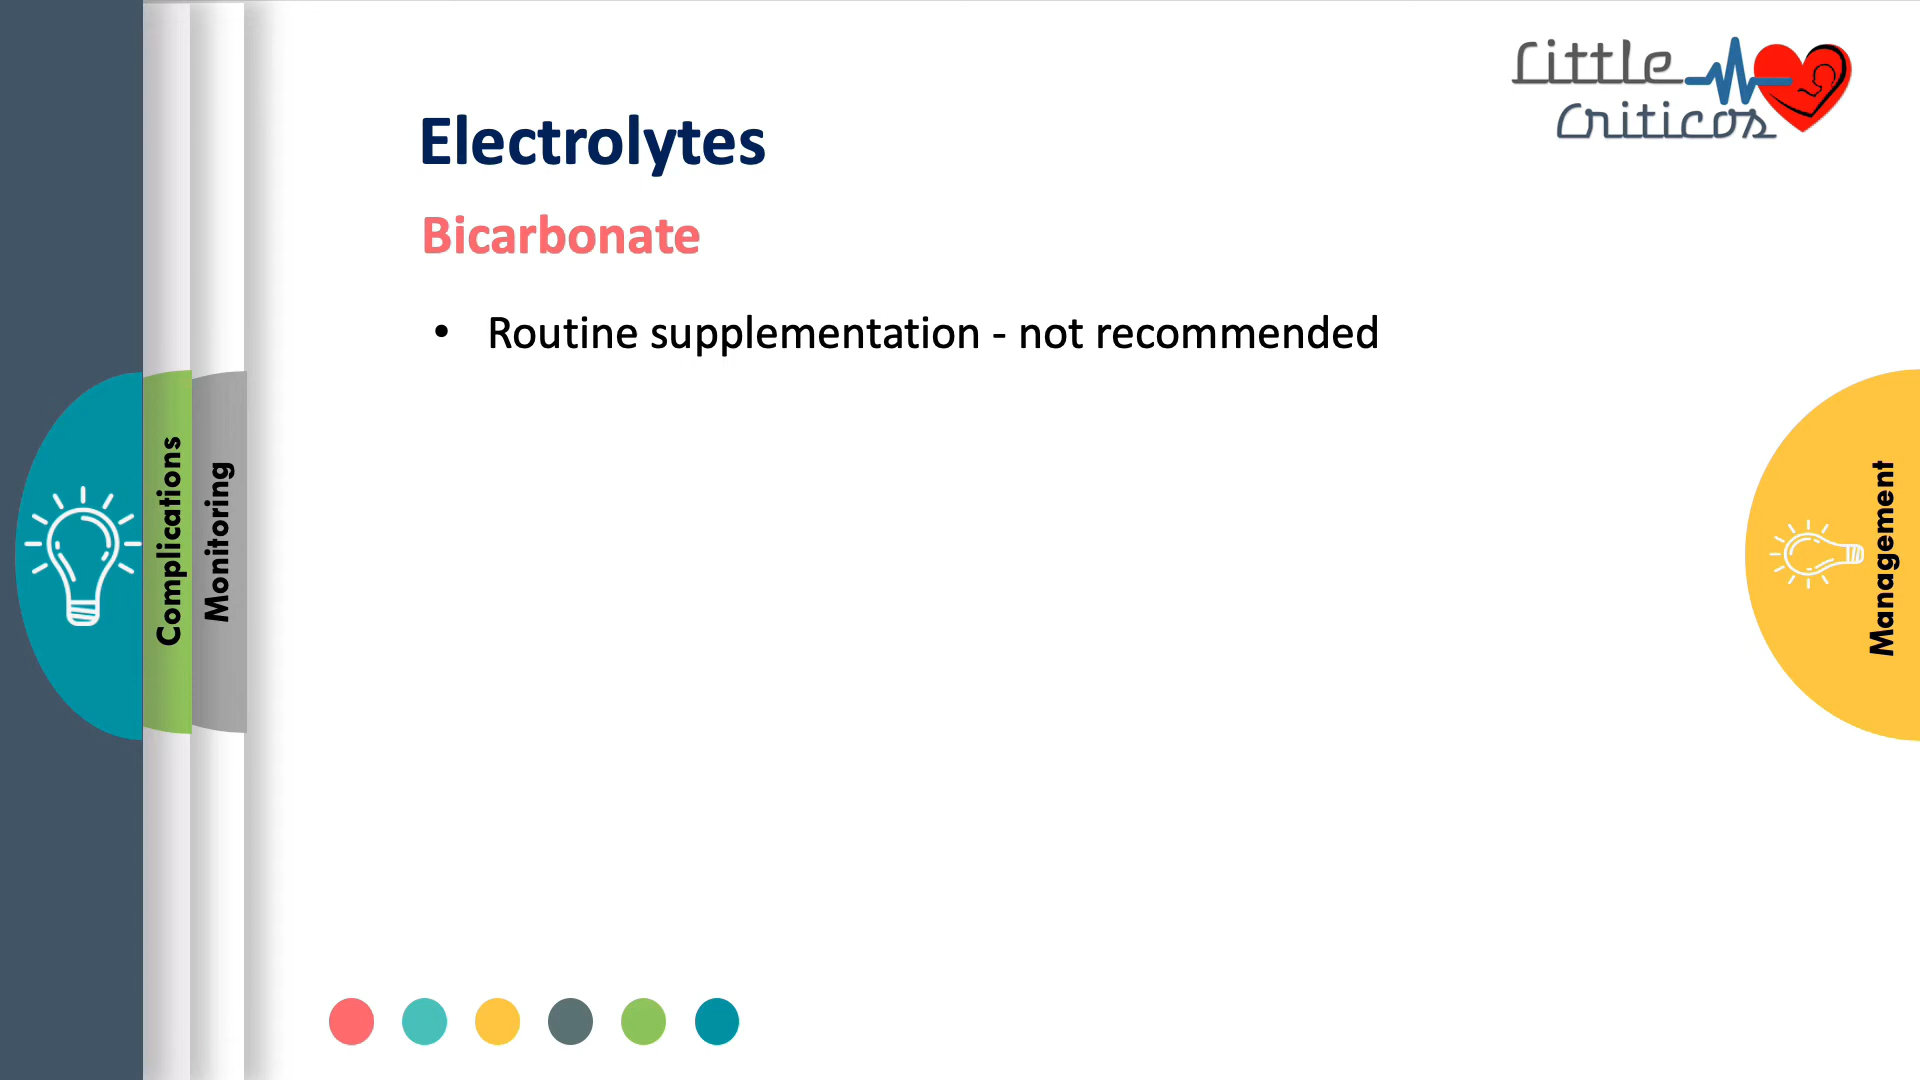 Little
Criticos
Electrolytes
Bicarbonate
• Routine supplementation - not recommended
Complications
Monitoring
Management